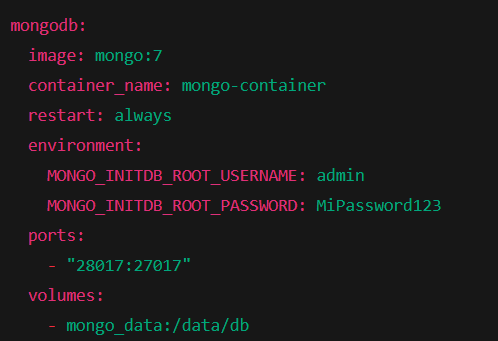 mongodb:
  image: mongo:7
  container_name: mongo-container
  restart: always
  environment:
    MONGO_INITDB_ROOT_USERNAME: admin
    MONGO_INITDB_ROOT_PASSWORD: MiPassword123
  ports:
    - "28017:27017"
  volumes:
    - mongo_data:/data/db